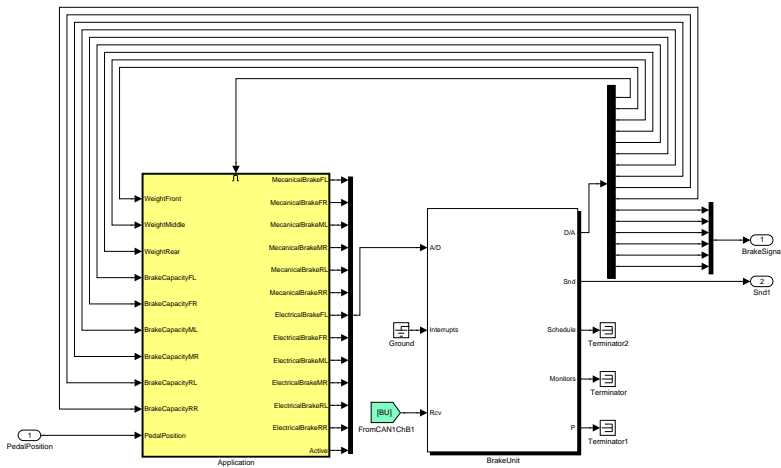 WeightFront
WeightMiddle
WeightRear
BrakeCapacityFL
BrakeCapacityFR
BrakeCapacityML
BrakeCapacityMR
BrakeCapacityRL
BrakeCapacityRR
PedalPosition
MecanicalBrakeFL
MecanicalBrakeFR
MecanicalBrakeML
MecanicalBrakeMR
MecanicalBrakeRL
MecanicalBrakeRR
ElectricalBrakeFL
ElectricalBrakeFR
ElectricalBrakeML
ElectricalBrakeMR
ElectricalBrakeRL
ElectricalBrakeRR
Active
Application
1
PedalPosition
Ground
[BU]
FromCAN1ChB1
A/D
Interrupts
Rcv
D/A
Snd
Schedule
Monitors
P
BrakeUnit
1
BrakeSigna
2
Snd1
Terminator2
Terminator
Terminator1